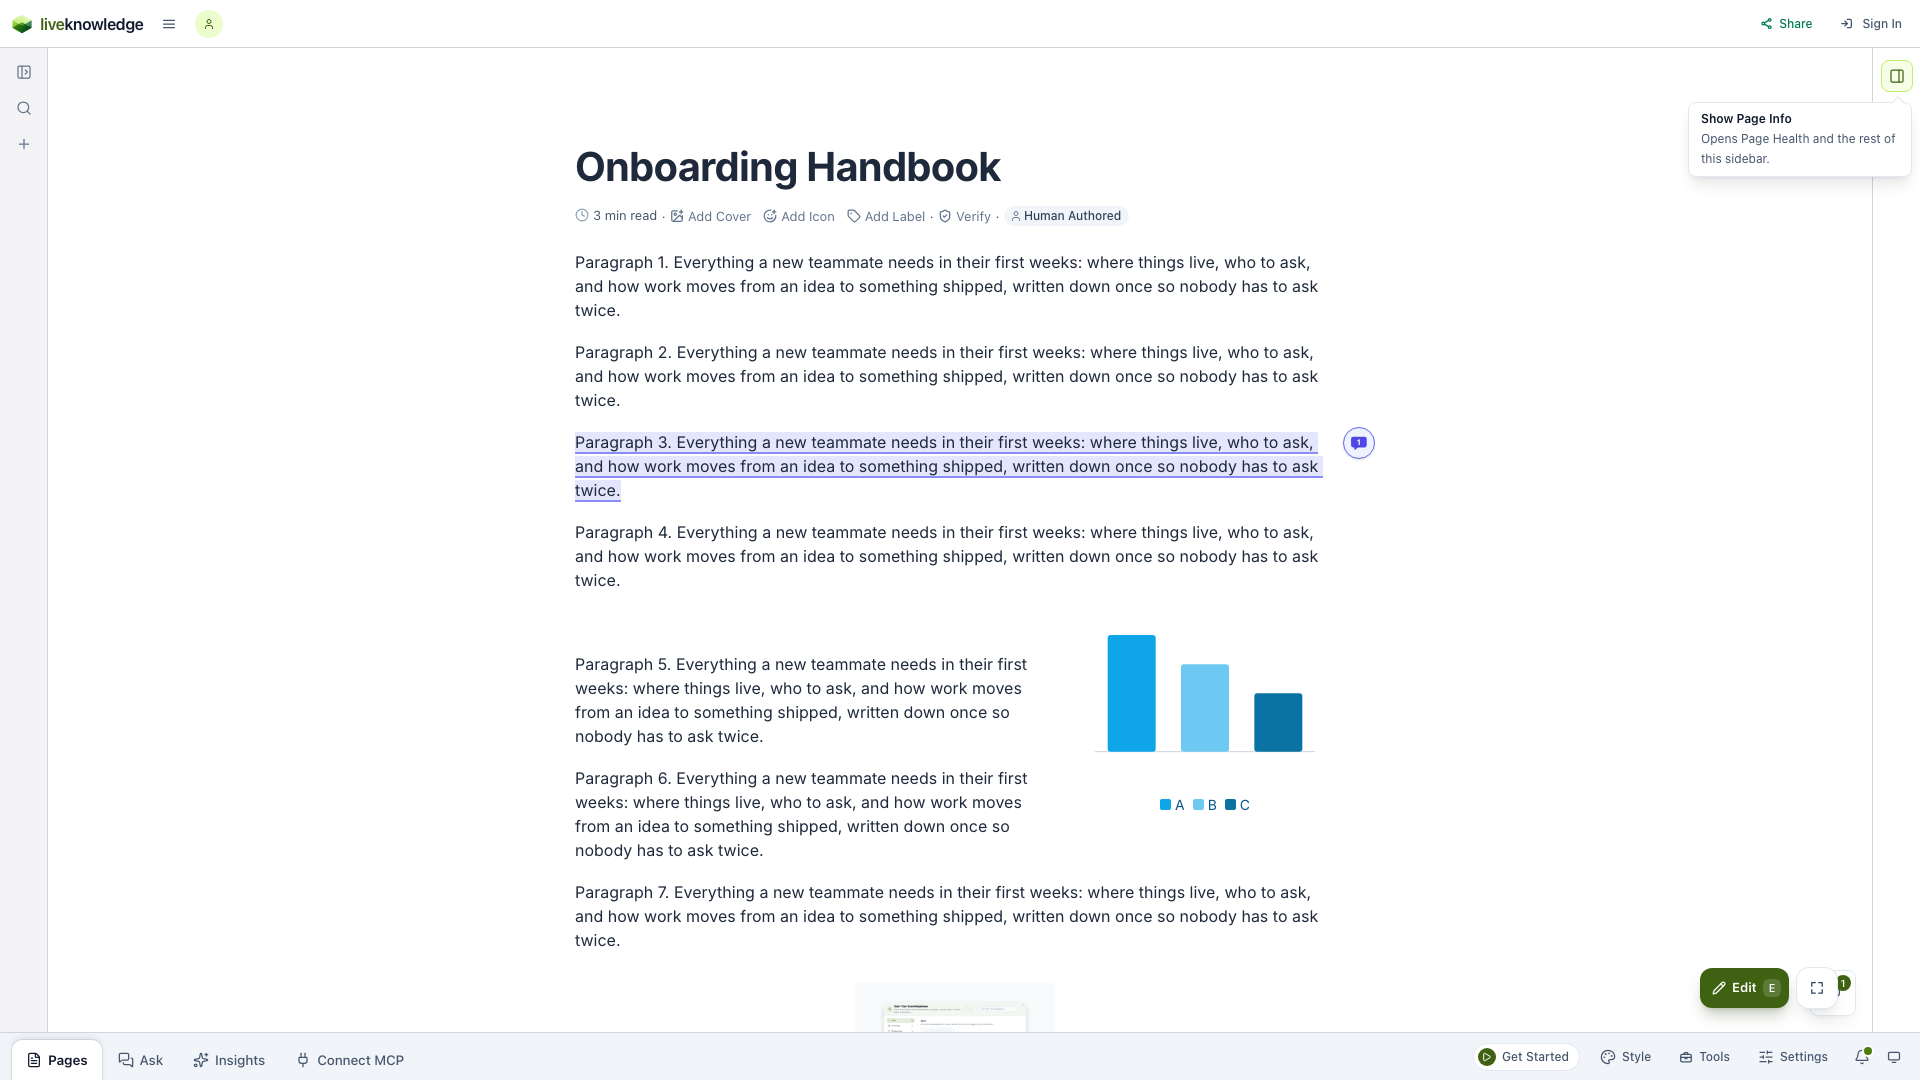 liveknowledge
Share
Sign In
Show Page Info
Opens Page Health and the rest of
this sidebar.
Onboarding Handbook
3 min read · Add Cover Add Icon Add Label · Verify · Human Authored
Paragraph 1. Everything a new teammate needs in their first weeks: where things live, who to ask,
and how work moves from an idea to something shipped, written down once so nobody has to ask
twice.
Paragraph 2. Everything a new teammate needs in their first weeks: where things live, who to ask,
and how work moves from an idea to something shipped, written down once so nobody has to ask
twice.
Paragraph 3. Everything a new teammate needs in their first weeks: where things live, who to ask,
and how work moves from an idea to something shipped, written down once so nobody has to ask
twice.
1
Paragraph 4. Everything a new teammate needs in their first weeks: where things live, who to ask,
and how work moves from an idea to something shipped, written down once so nobody has to ask
twice.
Paragraph 5. Everything a new teammate needs in their first
weeks: where things live, who to ask, and how work moves
from an idea to something shipped, written down once so
nobody has to ask twice.
Paragraph 6. Everything a new teammate needs in their first
weeks: where things live, who to ask, and how work moves
from an idea to something shipped, written down once so
nobody has to ask twice.
A B C
Paragraph 7. Everything a new teammate needs in their first weeks: where things live, who to ask,
and how work moves from an idea to something shipped, written down once so nobody has to ask
twice.
Edit E
1
Pages
Ask
Insights
Connect MCP
Get Started
Style
Tools
Settings